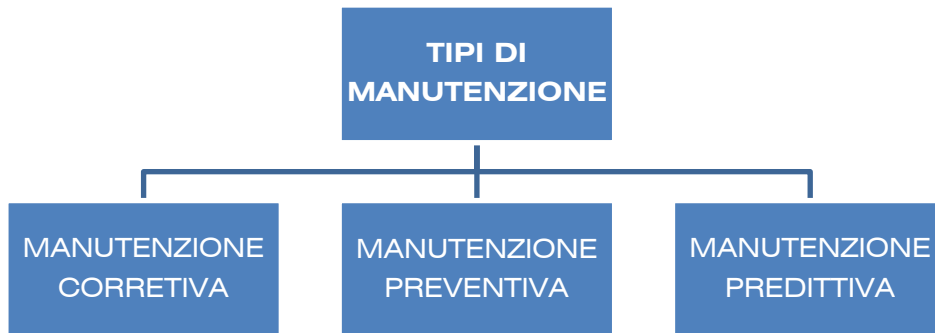 TIPI DI
MANUTENZIONE
MANUTENZIONE
CORRETIVA
MANUTENZIONE
PREVENTIVA
MANUTENZIONE
PREDITTIVA